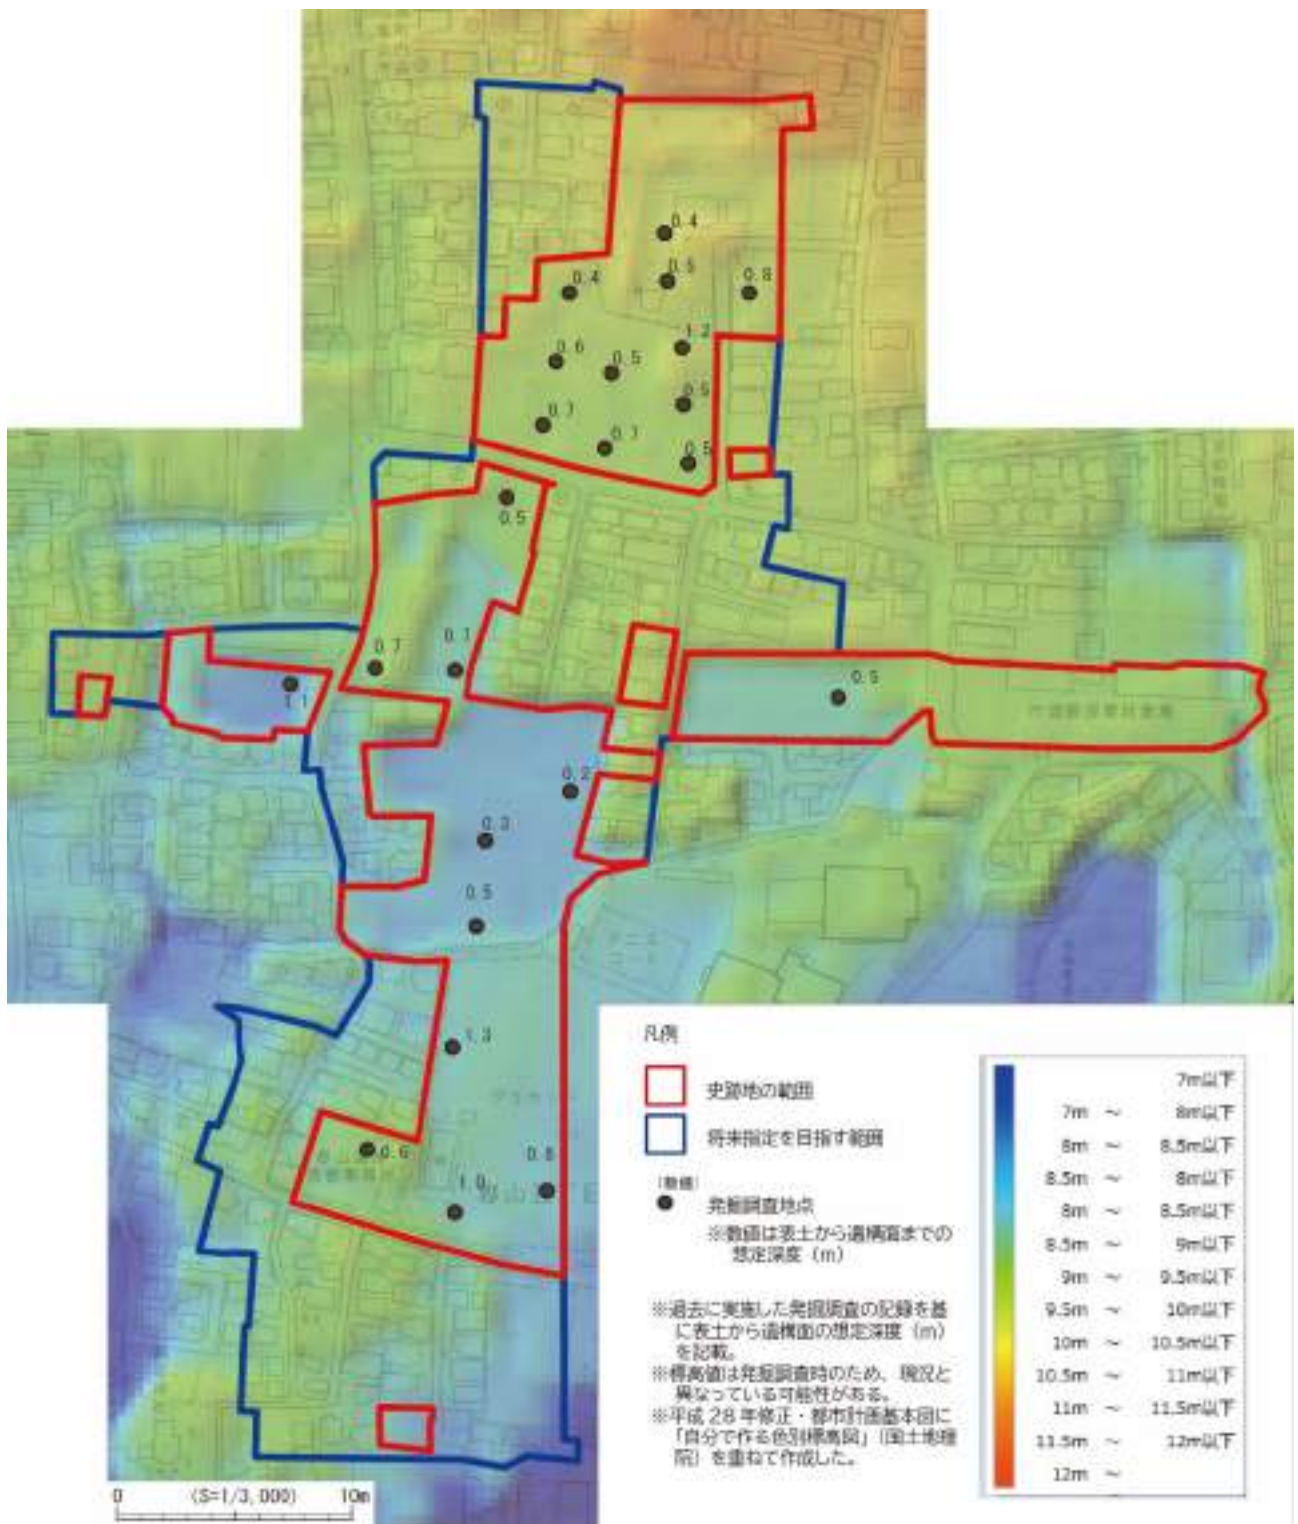 0.4
0.5
0.4
0.8
1.2
0.6
0.5
0.5
0.7
0.7
0.5
0.5
0.7
0.7
0.5
1.1
0.2
0.3
0.5
1.3
0.6
0.8
1.0
凡例
史跡地の範囲
将来指定を目指す範囲
(数値)
発掘調査地点
※数値は表土から遺構面までの
想定深度(m)
※過去に実施した発掘調査の記録を基
に表土から遺構面の想定深度(m)
を記載。
※標高値は発掘調査時のため、現況と
異なっている可能性がある。
※平成 28 年修正・都市計画基本図に
「自分で作る色別標高図」(国土地理
院)を重ねて作成した。
7m以下
7m ～ 8m以下
8m ～ 8.5m以下
8.5m ～ 8m以下
8m ～ 8.5m以下
8.5m ～ 9m以下
9m ～ 9.5m以下
9.5m ～ 10m以下
10m ～ 10.5m以下
10.5m ～ 11m以下
11m ～ 11.5m以下
11.5m ～ 12m以下
12m ～
0 (S=1/3,000) 10m